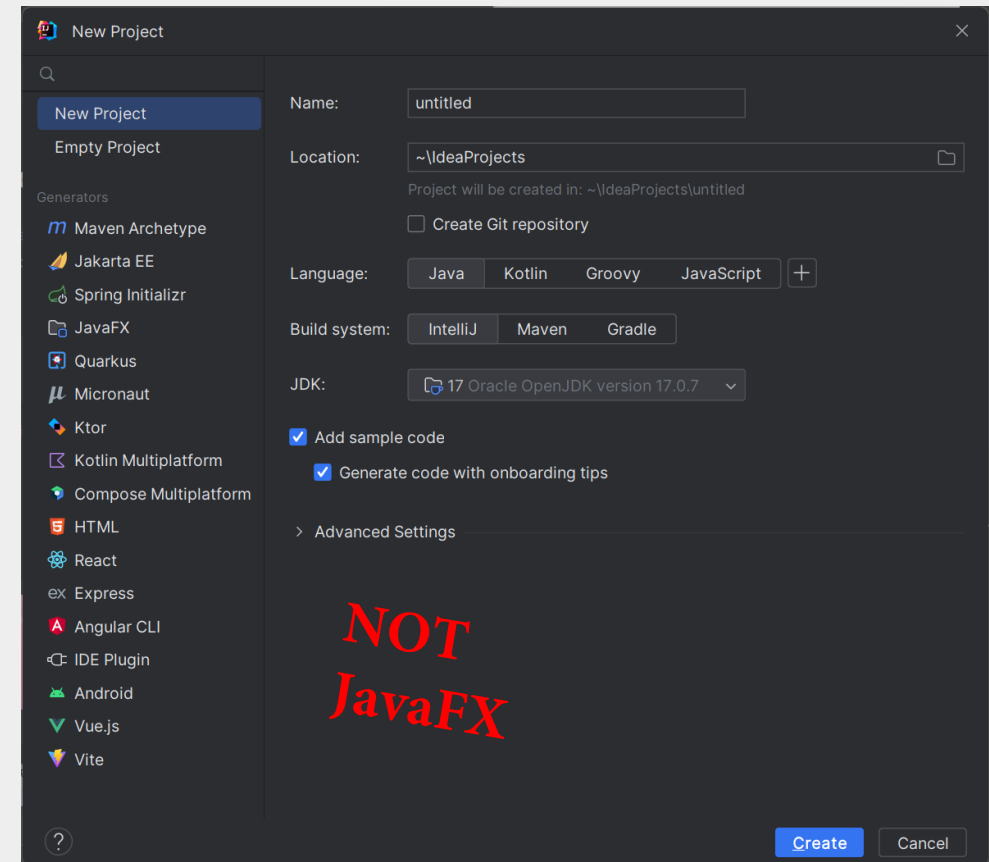 New Project
New Project
Empty Project
Generators
Maven Archetype
Jakarta EE
Spring Initializr
JavaFX
Quarkus
Micronaut
Ktor
Kotlin Multiplatform
Compose Multiplatform
HTML
React
ex Express
Angular CLI
IDE Plugin
Android
Vue.js
Vite
Name: untitled
Location: ~\IdeaProjects
Project will be created in: ~\IdeaProjects\untitled
Create Git repository
Language: Java Kotlin Groovy JavaScript
Build system: IntelliJ Maven Gradle
JDK: 17 Oracle OpenJDK version 17.0.7
Add sample code
Generate code with onboarding tips
Advanced Settings
NOT
JavaFX
? Create Cancel